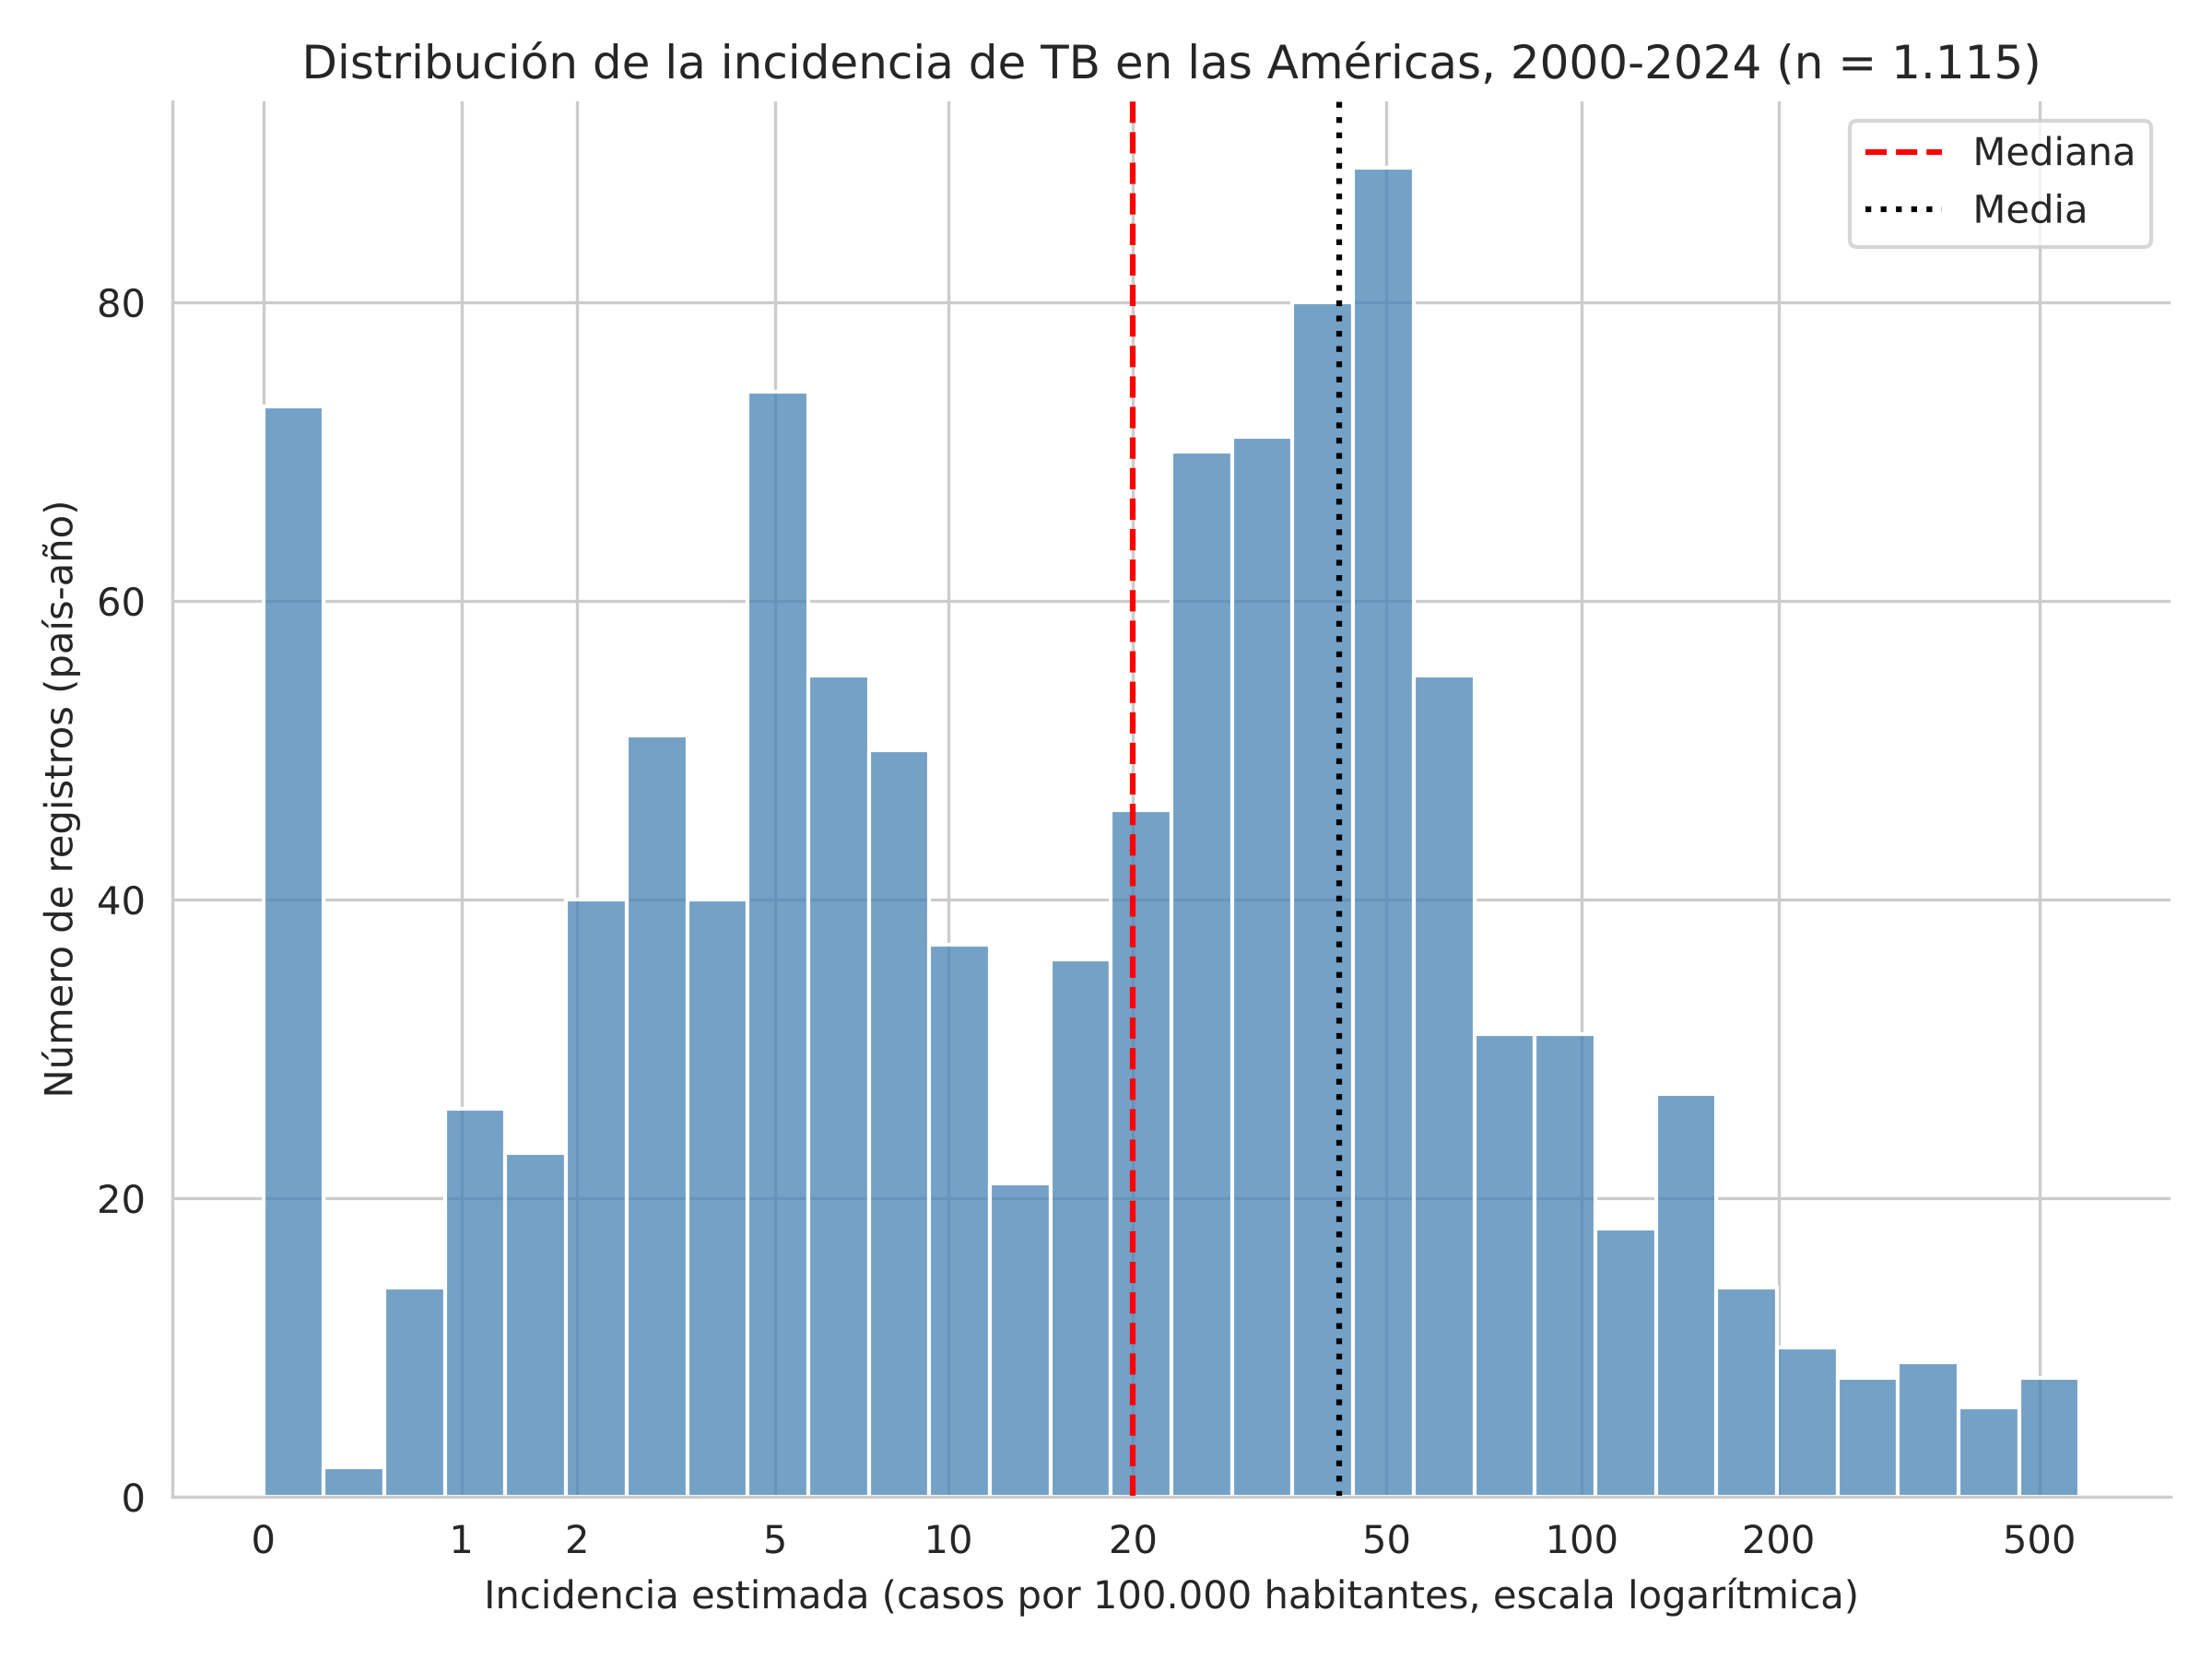 Distribución de la incidencia de TB en las Américas, 2000-2024 (n = 1.115)
Mediana
Media
80
60
40
20
0
Número de registros (país-año)
0 1 2 5 10 20 50 100 200 500
Incidencia estimada (casos por 100.000 habitantes, escala logarítmica)